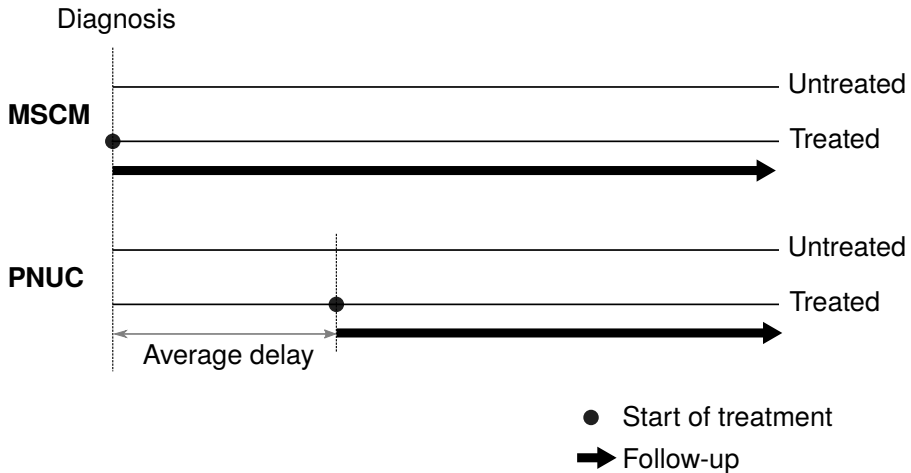 Diagnosis
Untreated
MSCM
Treated
Untreated
PNUC
Treated
Average delay
Start of treatment
Follow-up